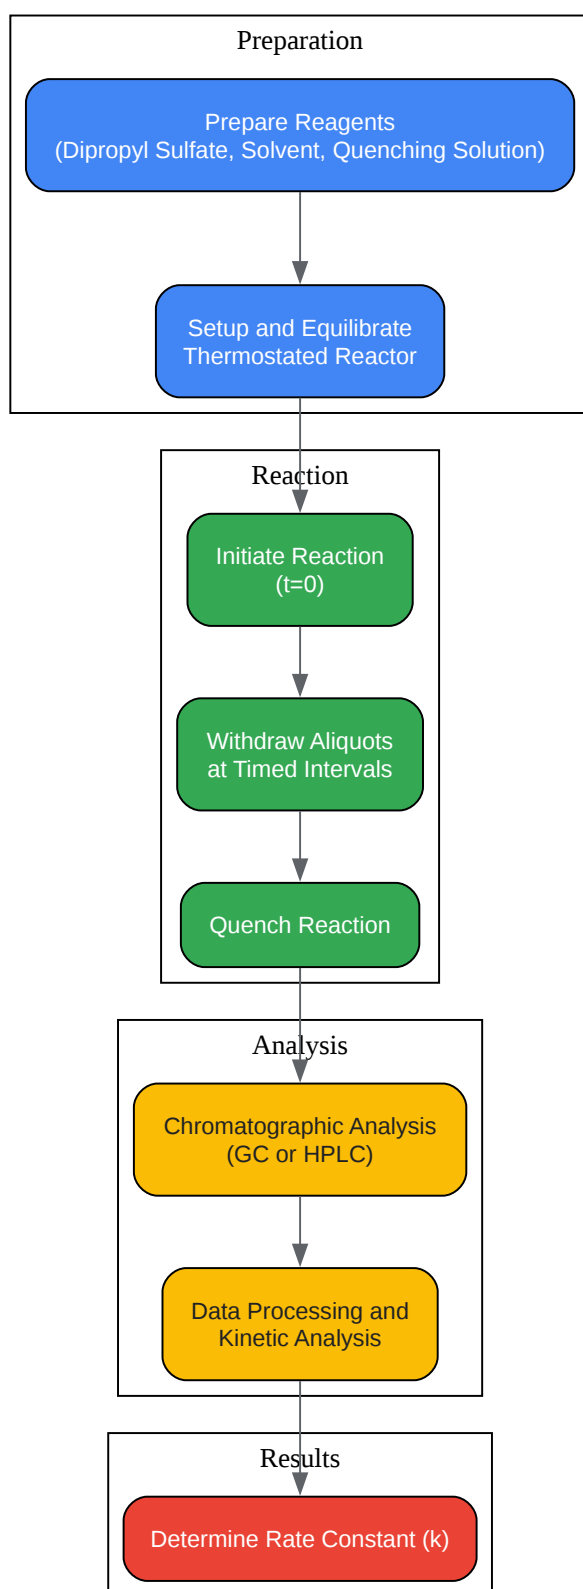 Preparation
Prepare Reagents
(Dipropyl Sulfate, Solvent, Quenching Solution)
Setup and Equilibrate
Thermostated Reactor
Reaction
Initiate Reaction
(t=0)
Withdraw Aliquots
at Timed Intervals
Quench Reaction
Analysis
Chromatographic Analysis
(GC or HPLC)
Data Processing and
Kinetic Analysis
Results
Determine Rate Constant (k)